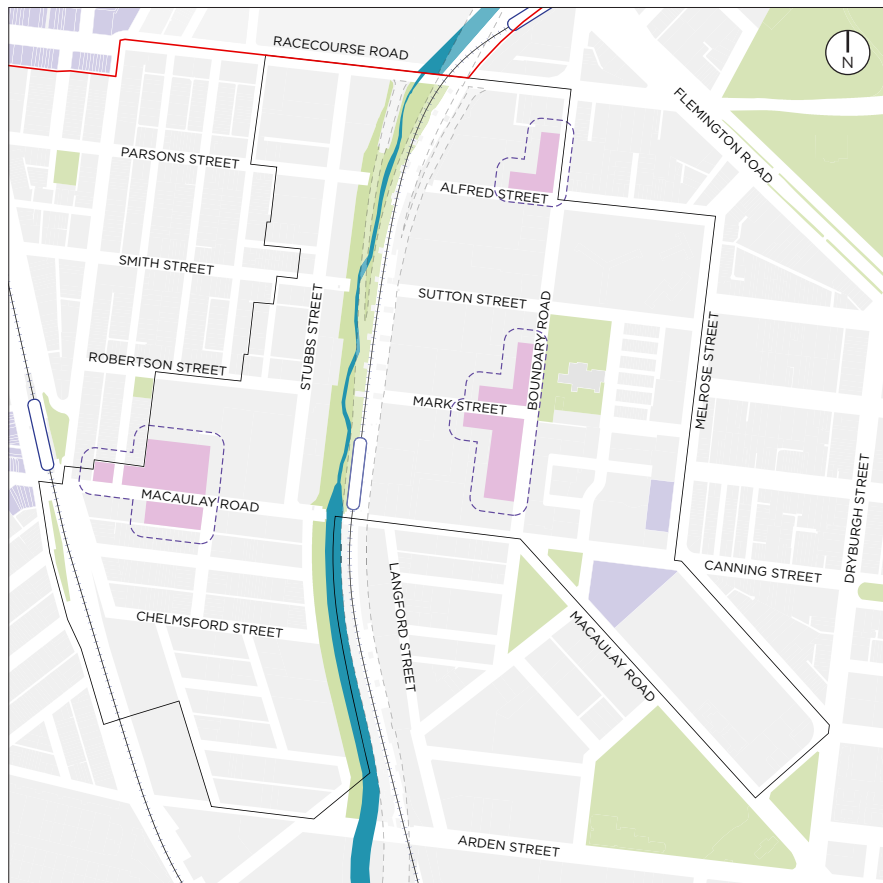 RACECOURSE ROAD
N
FLEMINGTON ROAD
PARSONS STREET
ALFRED STREET
SMITH STREET
SUTTON STREET
STUBBS STREET
BOUNDARY ROAD
MELROSE STREET
ROBERTSON STREET
MARK STREET
MACAULAY ROAD
DRYBURGH STREET
CANNING STREET
LANGFORD STREET
CHELMSFORD STREET
MACAULAY ROAD
ARDEN STREET